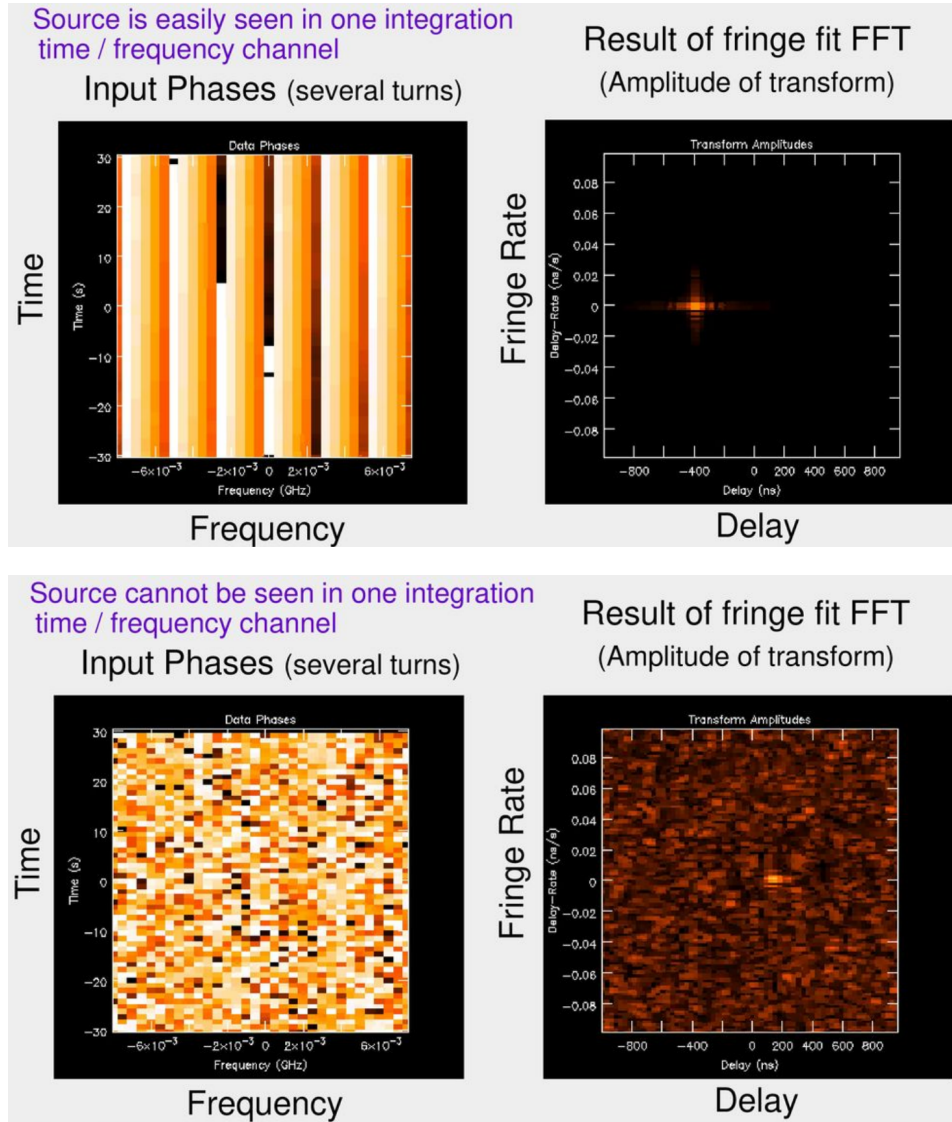 Source is easily seen in one integration
time / frequency channel
Input Phases (several turns)
Result of fringe fit FFT
(Amplitude of transform)
Data Phases
Time
Time (s)
30
20
10
0
−10
−20
−30
−6×10⁻³ −2×10⁻³ 0 2×10⁻³ 6×10⁻³
Frequency (GHz)
Frequency
Transform Amplitudes
Fringe Rate
Delay−Rate (ns/s)
0.08
0.06
0.04
0.02
0
−0.02
−0.04
−0.06
−0.08
−800 −400 0 200 400 600 800
Delay (ns)
Delay
Source cannot be seen in one integration
time / frequency channel
Input Phases (several turns)
Result of fringe fit FFT
(Amplitude of transform)
Data Phases
Time
Time (s)
30
20
10
0
−10
−20
−30
−6×10⁻³ −2×10⁻³ 0 2×10⁻³ 6×10⁻³
Frequency (GHz)
Frequency
Transform Amplitudes
Fringe Rate
Delay−Rate (ns/s)
0.08
0.06
0.04
0.02
0
−0.02
−0.04
−0.06
−0.08
−800 −400 0 200 400 600 800
Delay (ns)
Delay